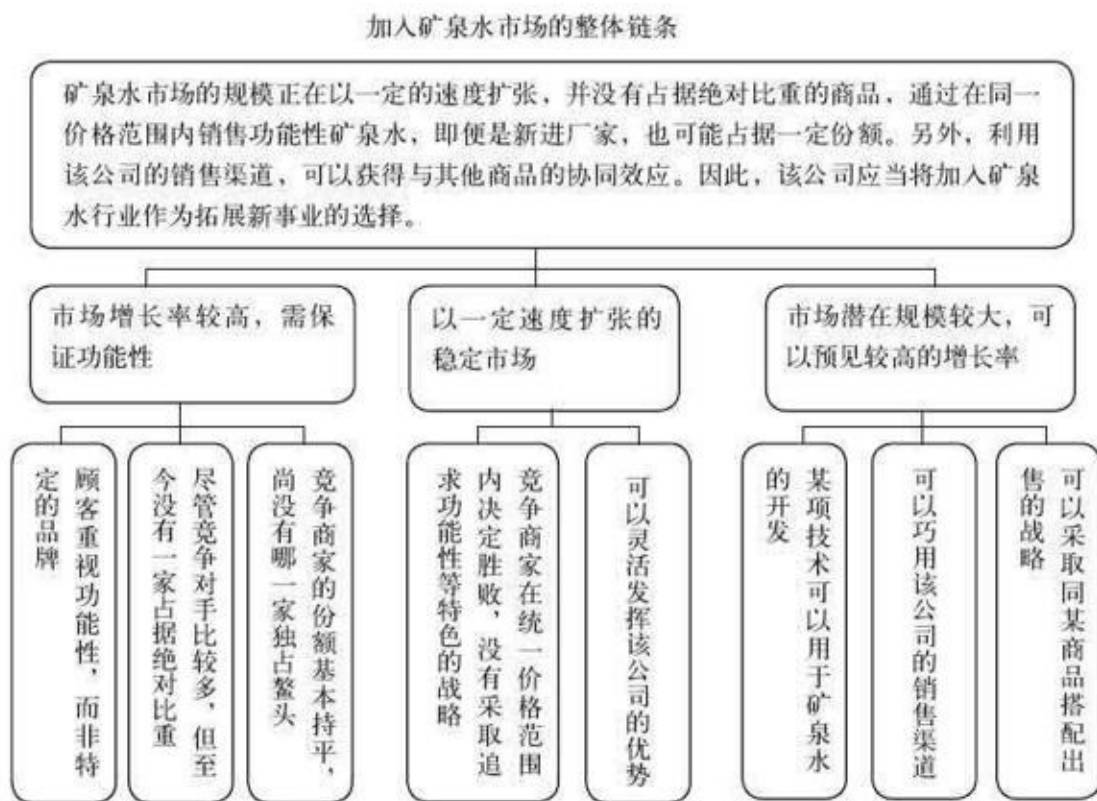 加入矿泉水市场的整体链条
矿泉水市场的规模正在以一定的速度扩张，并没有占据绝对比重的商品，通过在同一
价格范围内销售功能性矿泉水，即便是新进厂家，也可能占据一定份额。另外，利用
该公司的销售渠道，可以获得与其他商品的协同效应。因此，该公司应当将加入矿泉
水行业作为拓展新事业的选择。
市场增长率较高，需保
证功能性
以一定速度扩张的
稳定市场
市场潜在规模较大，可
以预见较高的增长率
顾客重视功能性，而非特
定的品牌
尽管竞争对手比较多，但至
今没有一家占据绝对比重
竞争商家的份额基本持平，
尚没有哪一家独占鳌头
竞争商家在统一价格范围
内决定胜败，没有采取追
求功能性等特色的战略
可以灵活发挥该公司的优势
某项技术可以用于矿泉水
的开发
可以巧用该公司的销售渠道
可以采取同某商品搭配出
售的战略